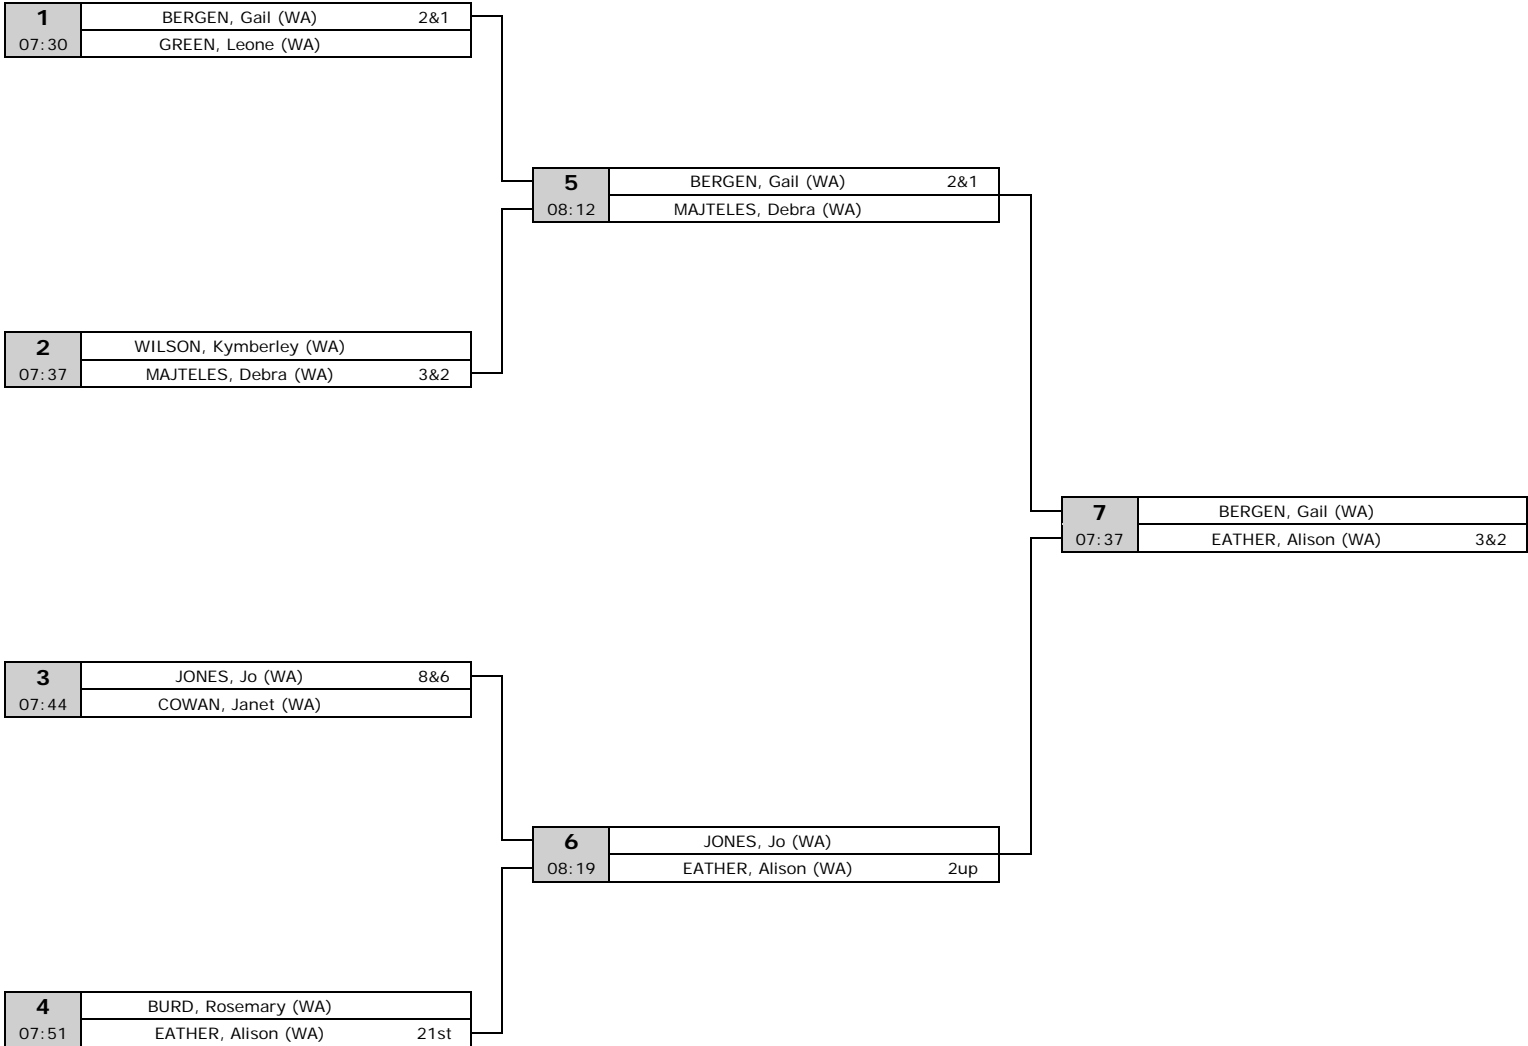 1 BERGEN, Gail (WA) 2&1
07:30 GREEN, Leone (WA)
5 BERGEN, Gail (WA) 2&1
08:12 MAJTELES, Debra (WA)
2 WILSON, Kymberley (WA)
07:37 MAJTELES, Debra (WA) 3&2
7 BERGEN, Gail (WA)
07:37 EATHER, Alison (WA) 3&2
3 JONES, Jo (WA) 8&6
07:44 COWAN, Janet (WA)
6 JONES, Jo (WA)
08:19 EATHER, Alison (WA) 2up
4 BURD, Rosemary (WA)
07:51 EATHER, Alison (WA) 21st